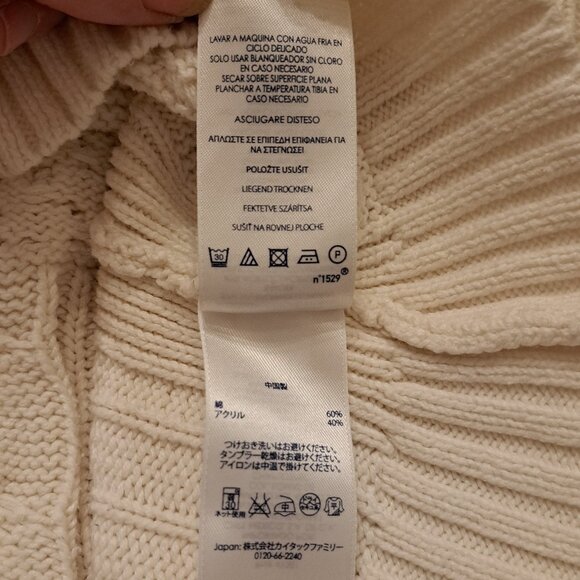 LAVAR A MAQUINA CON AGUA FRIA EN
CICLO DELICADO
SOLO USAR BLANQUEADOR SIN CLORO
EN CASO NECESARIO
SECAR SOBRE SUPERFICIE PLANA
PLANCHAR A TEMPERATURA TIBIA EN
CASO NECESARIO
ASCIUGARE DISTESO
ΑΠΛΩΣΤΕ ΣΕ ΕΠΙΠΕΔΗ ΕΠΙΦΑΝΕΙΑ ΓΙΑ
ΝΑ ΣΤΕΓΝΩΣΕΙ
POLOŽTE USUŠIT
LIEGEND TROCKNEN
FEKTETVE SZÁRÍTSA
SUŠIŤ NA ROVNEJ PLOCHE
30 P
n°1529®
中国製
綿 60%
アクリル 40%
つけおき洗いはお避けください。
タンブラー乾燥はお避けください。
アイロンは中温で掛けてください。
30
ネット使用
Japan: 株式会社カイタックファミリー
0120-66-2240